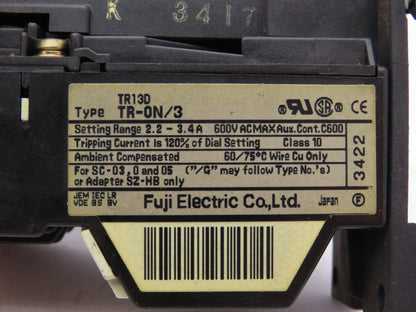 K 3417
TR13D
Type TR-0N/3
Setting Range 2.2 - 3.4A 600V AC MAX Aux.Cont.C600
Tripping Current is 120% of Dial Setting Class 10
Ambient Compensated 60/75°C Wire Cu Only
For SC-03, 0 and 05 ("/G" may follow Type No.'s)
or Adapter SZ-HB only
3422
JEM IEC LR
VDE BS BV
Fuji Electric Co.,Ltd.
Japan F